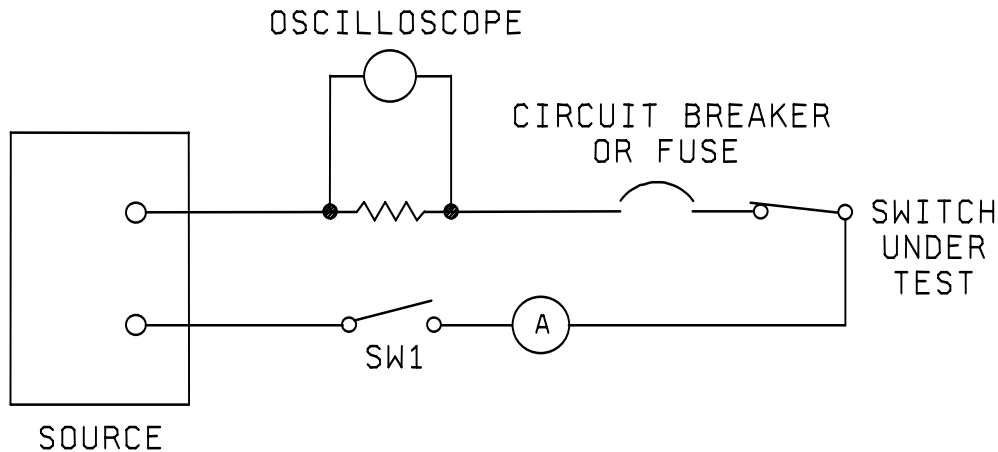 OSCILLOSCOPE
CIRCUIT BREAKER
OR FUSE
SWITCH
UNDER
TEST
A
SW1
SOURCE